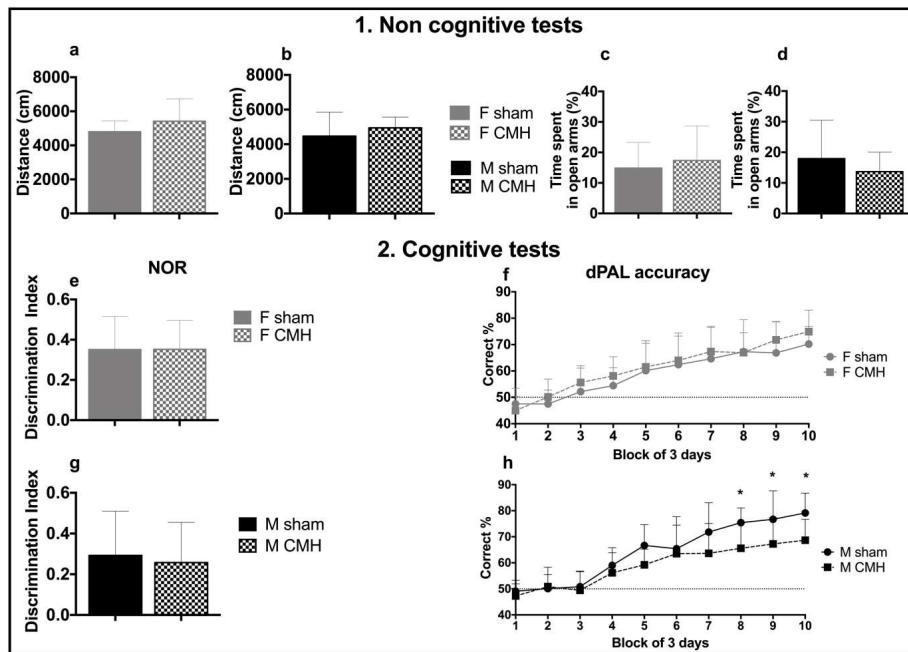 1. Non cognitive tests
a
b
c
d
Distance (cm)
8000
6000
4000
2000
0
Distance (cm)
8000
6000
4000
2000
0
F sham
F CMH
M sham
M CMH
Time spent
in open arms (%)
40
30
20
10
0
Time spent
in open arms (%)
40
30
20
10
0
2. Cognitive tests
NOR
dPAL accuracy
e
Discrimination Index
0.6
0.4
0.2
0.0
F sham
F CMH
f
Correct %
90
80
70
60
50
40
1 2 3 4 5 6 7 8 9 10
Block of 3 days
F sham
F CMH
g
Discrimination Index
0.6
0.4
0.2
0.0
M sham
M CMH
h
Correct %
90
80
70
60
50
40
* * *
1 2 3 4 5 6 7 8 9 10
Block of 3 days
M sham
M CMH